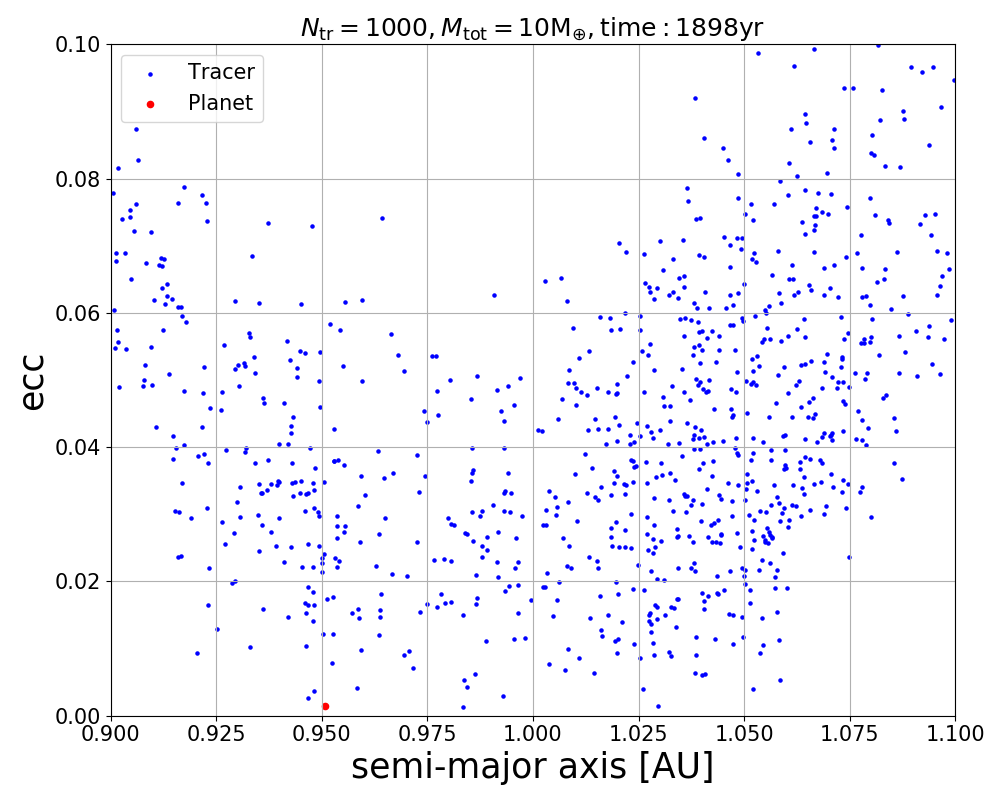 N_tr = 1000, M_tot = 10M_⊕, time : 1898yr
Tracer
Planet
ecc
0.10
0.08
0.06
0.04
0.02
0.00
0.900 0.925 0.950 0.975 1.000 1.025 1.050 1.075 1.100
semi-major axis [AU]